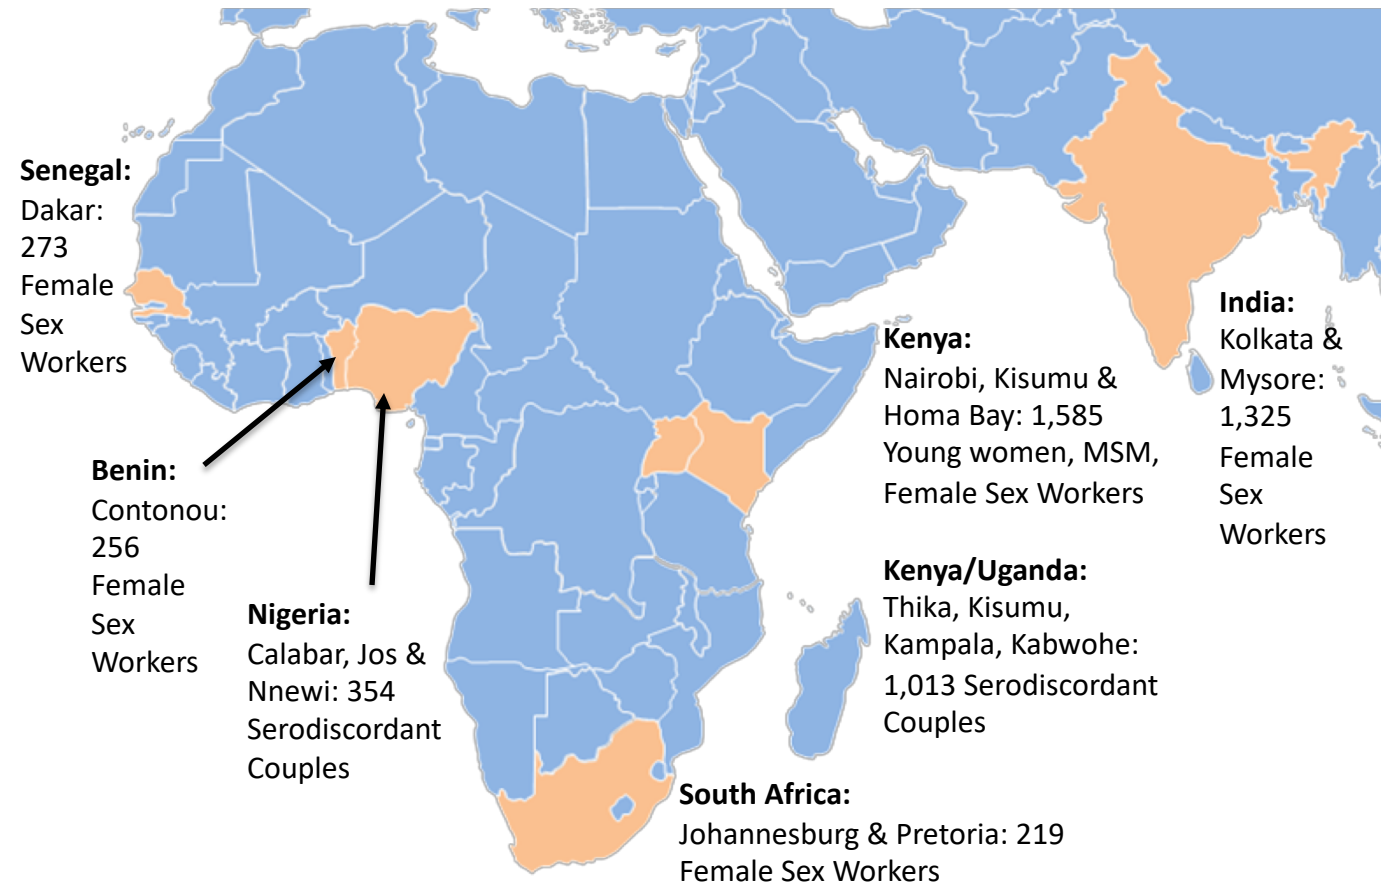 Senegal:
Dakar:
273
Female
Sex
Workers
Benin:
Contonou:
256
Female
Sex
Workers
Nigeria:
Calabar, Jos &
Nnewi: 354
Serodiscordant
Couples
Kenya:
Nairobi, Kisumu &
Homa Bay: 1,585
Young women, MSM,
Female Sex Workers
India:
Kolkata &
Mysore:
1,325
Female
Sex
Workers
Kenya/Uganda:
Thika, Kisumu,
Kampala, Kabwohe:
1,013 Serodiscordant
Couples
South Africa:
Johannesburg & Pretoria: 219
Female Sex Workers